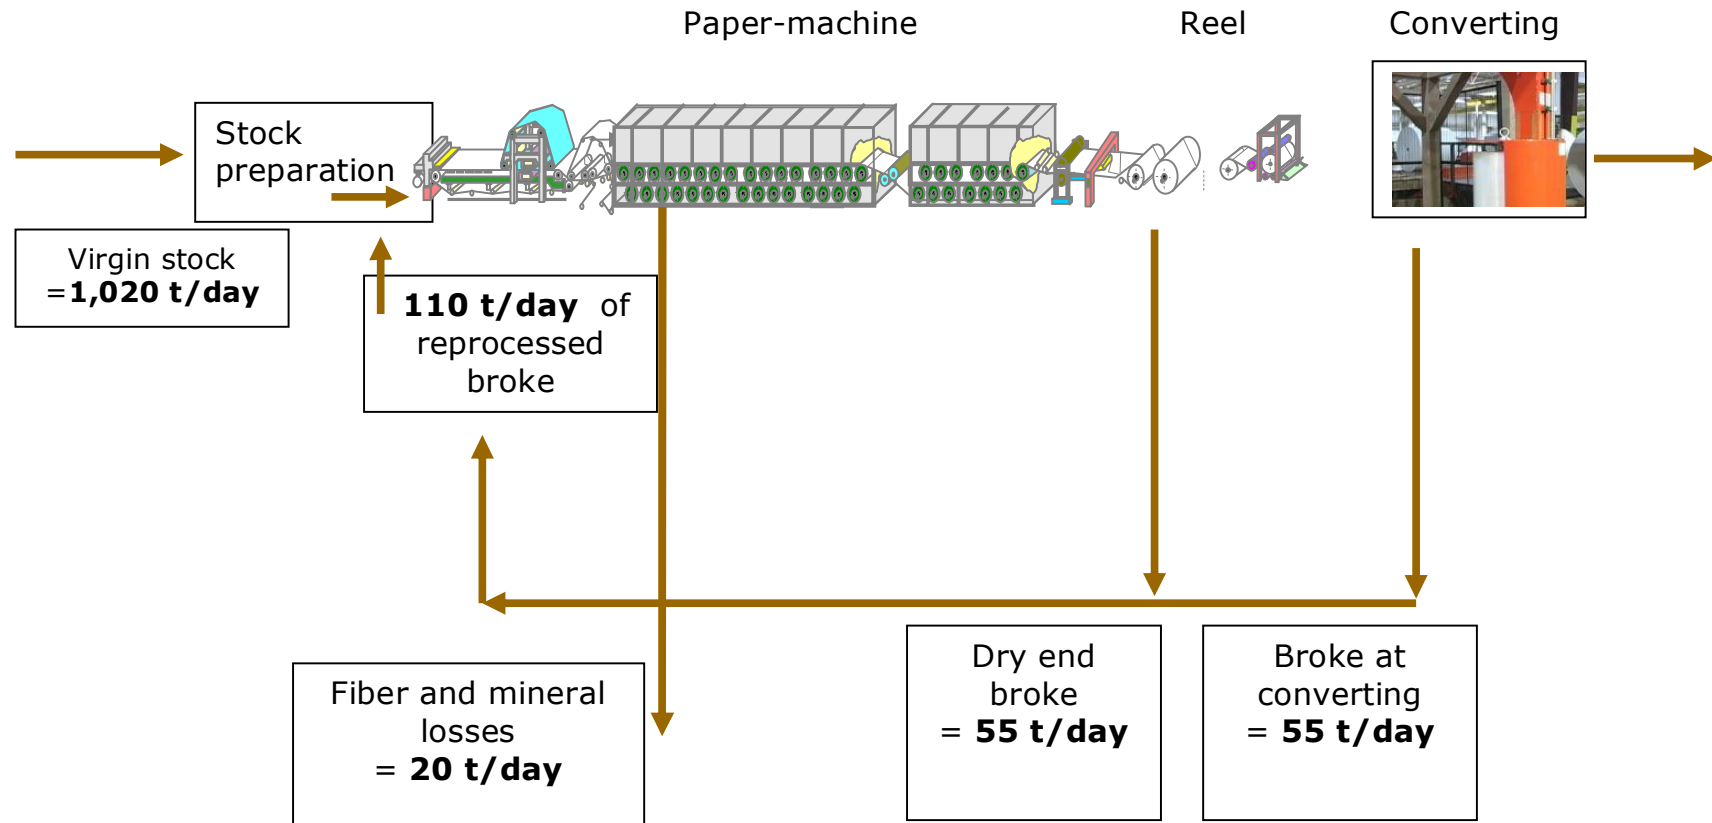 Paper-machine
Reel
Converting
Stock
preparation
Virgin stock
=1,020 t/day
110 t/day of
reprocessed
broke
Fiber and mineral
losses
= 20 t/day
Dry end
broke
= 55 t/day
Broke at
converting
= 55 t/day